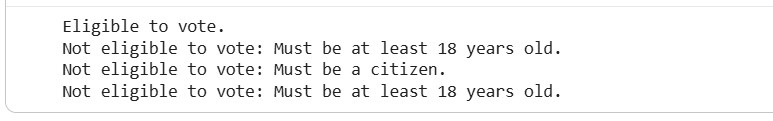 Eligible to vote.
Not eligible to vote: Must be at least 18 years old.
Not eligible to vote: Must be a citizen.
Not eligible to vote: Must be at least 18 years old.